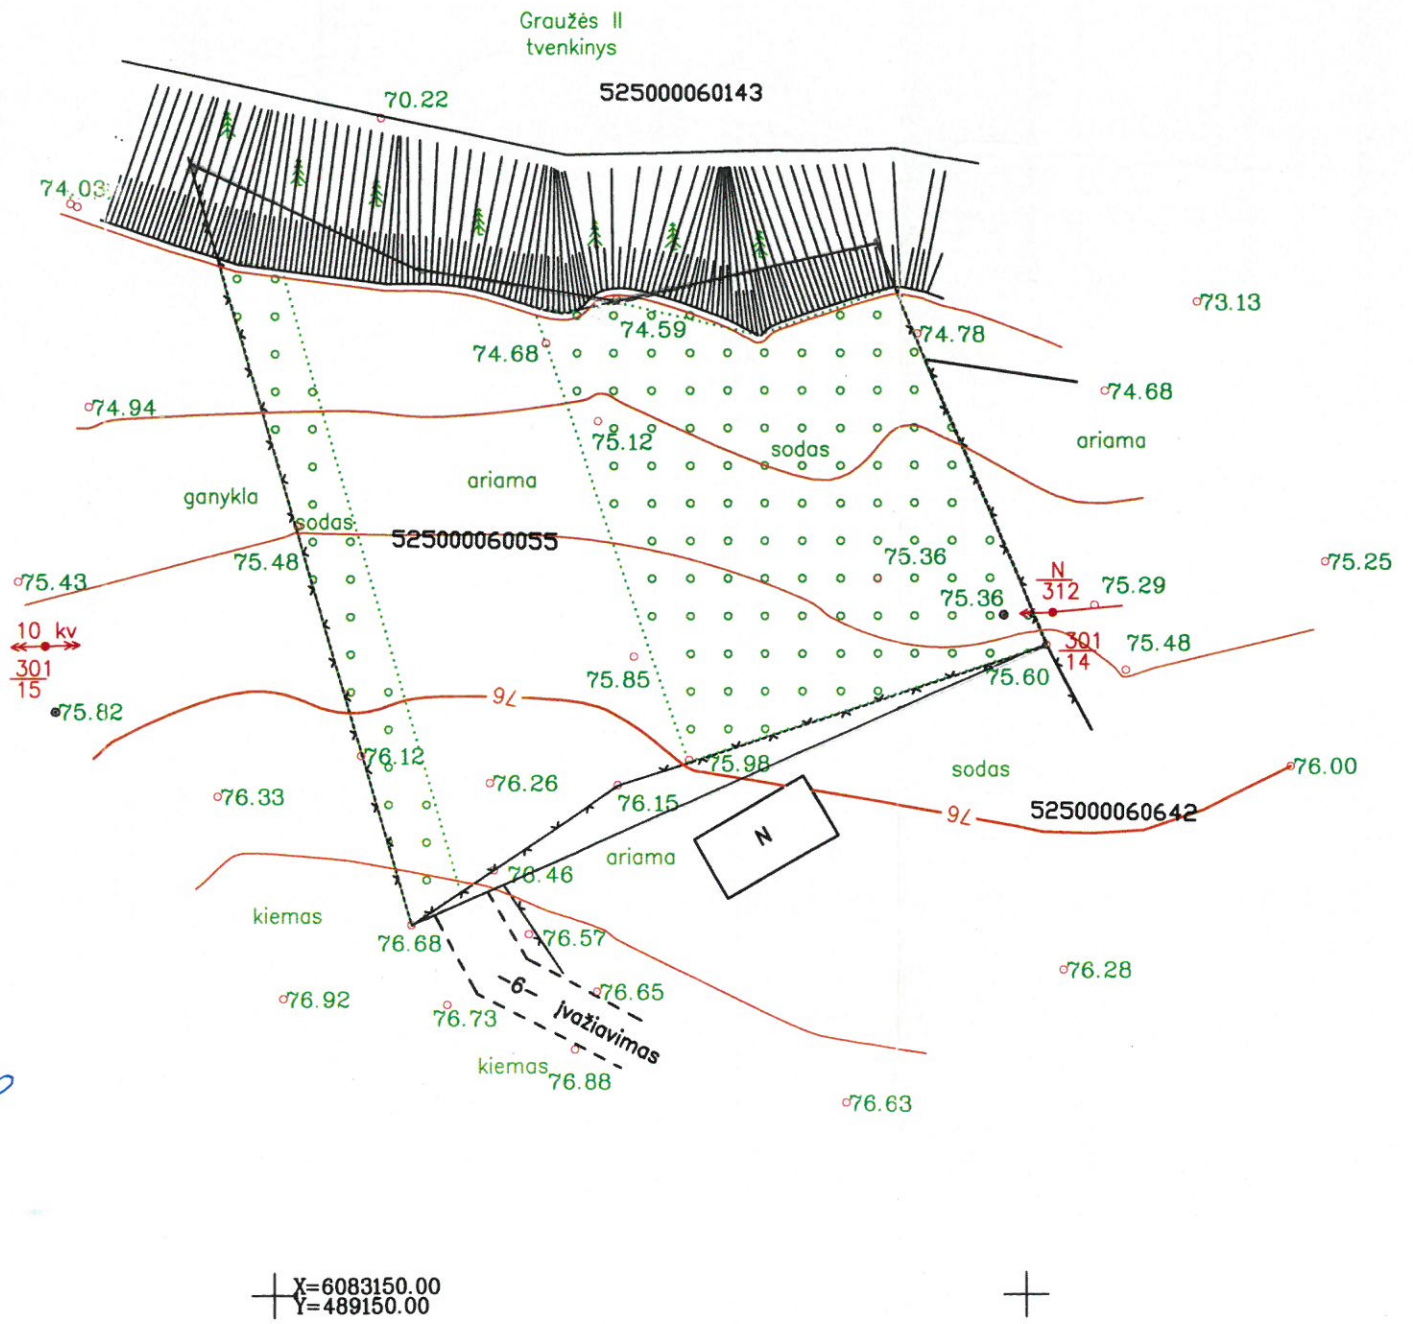 Graužės II
tvenkinys
525000060143
70.22
74.03
73.13
74.59
74.78
74.68
74.68
74.94
75.12
sodas
ariama
ariama
ganykla
sodas
525000060055
75.48
75.36
75.25
75.43
75.36
N
312
75.29
10 kv
301
15
301
14
75.48
75.85
75.60
76
75.82
76.12
75.98
sodas
76.00
76.26
76.33
76.15
76
525000060642
N
ariama
76.46
kiemas
76.68
76.57
76.28
-6-
76.65
76.92
76.73
įvažiavimas
kiemas
76.88
76.63
X=6083150.00
Y=489150.00